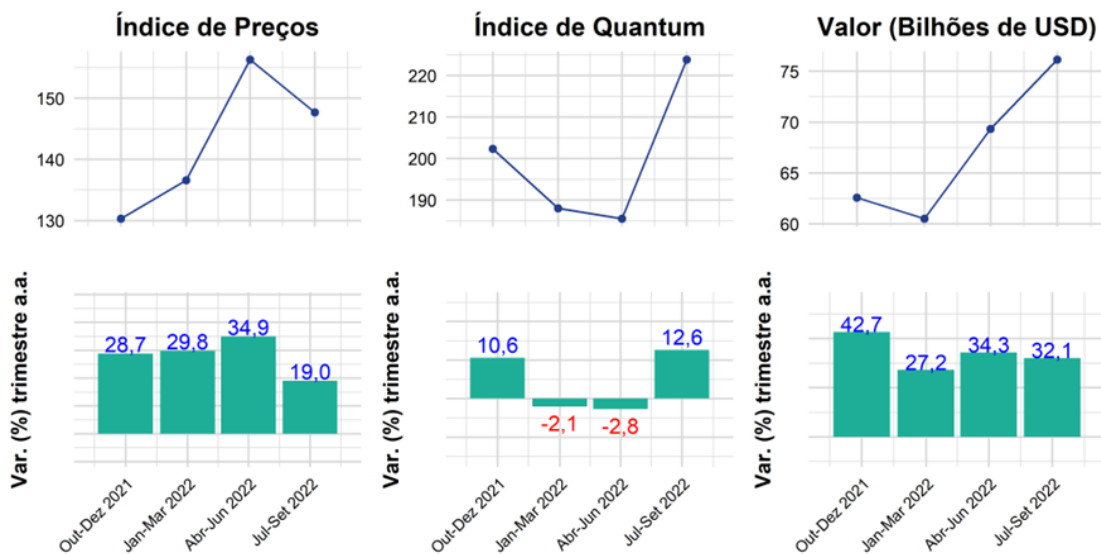 Índice de Preços
150
140
130
Índice de Quantum
220
210
200
190
Valor (Bilhões de USD)
75
70
65
60
Var. (%) trimestre a.a.
28,7
29,8
34,9
19,0
Out-Dez 2021
Jan-Mar 2022
Abr-Jun 2022
Jul-Set 2022
Var. (%) trimestre a.a.
10,6
-2,1
-2,8
12,6
Out-Dez 2021
Jan-Mar 2022
Abr-Jun 2022
Jul-Set 2022
Var. (%) trimestre a.a.
42,7
27,2
34,3
32,1
Out-Dez 2021
Jan-Mar 2022
Abr-Jun 2022
Jul-Set 2022